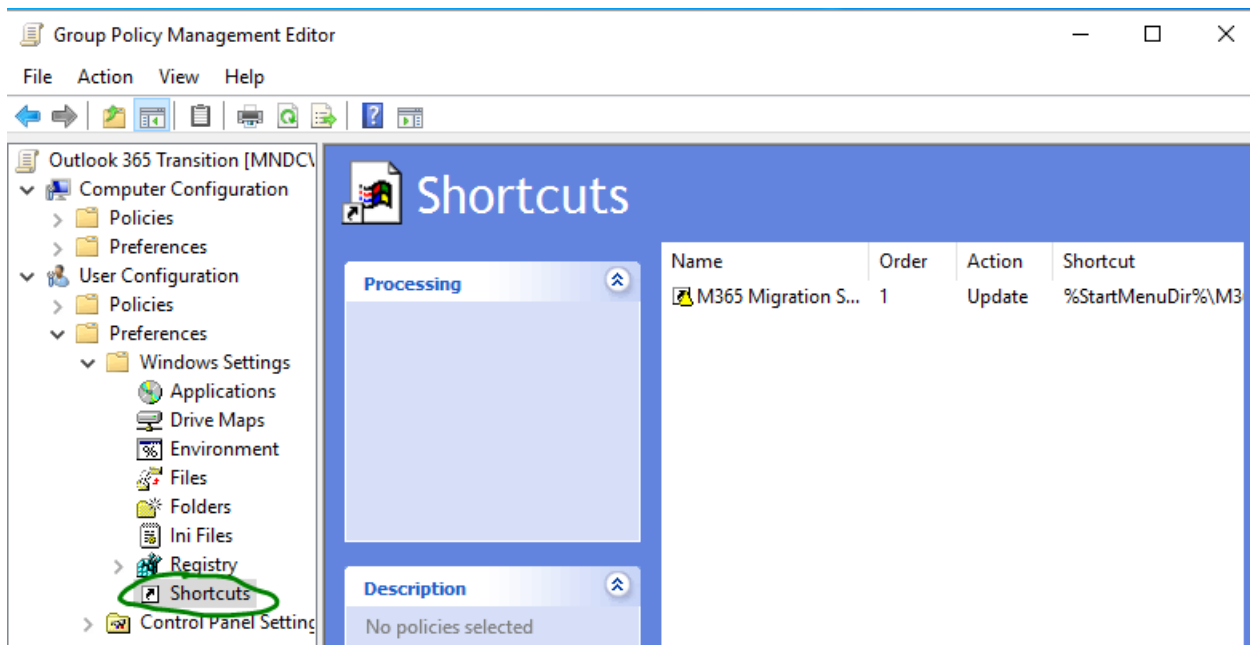 Group Policy Management Editor
File Action View Help
Outlook 365 Transition [MNDC\
Computer Configuration
Policies
Preferences
User Configuration
Policies
Preferences
Windows Settings
Applications
Drive Maps
Environment
Files
Folders
Ini Files
Registry
Shortcuts
Control Panel Setting
Shortcuts
Processing
Description
No policies selected
Name Order Action Shortcut
M365 Migration S... 1 Update %StartMenuDir%\M3